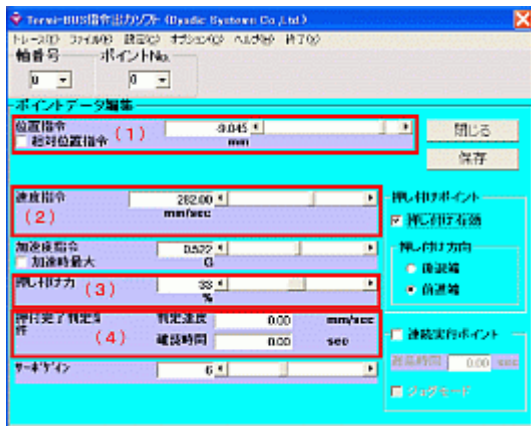 Termi-BUS指令出力ソフト (Dyadic Systems Co.,Ltd.)
トレース(T) ファイル(F) 設定(C) オプション(O) ヘルプ(H) 終了(X)
軸番号 ポイントNo.
0 0
ポイントデータ編集
位置指令 (1) -9.045
相対位置指令 mm
閉じる
保存
速度指令 282.00
(2) mm/sec
押し付けポイント
押し付け有効
加速度指令 0.522
加速時最大 G
押し付け方向
後退端
前進端
押し付け力 (3) 33
%
押付完了判定条件 (4)
判定速度 0.00 mm/sec
確認時間 0.00 sec
連続実行ポイント
遅延時間 0.00 sec
サーボゲイン 6
ジョグモード